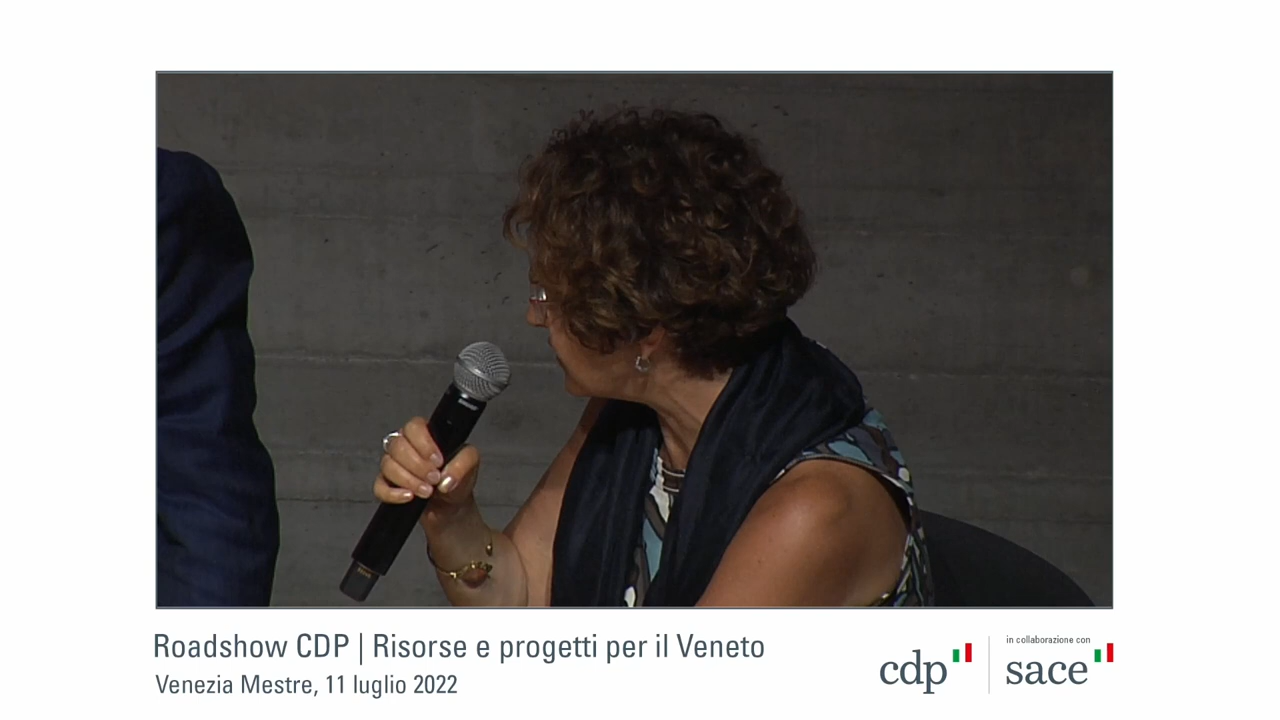 Roadshow CDP | Risorse e progetti per il Veneto
Venezia Mestre, 11 luglio 2022
cdp
in collaborazione con
sace